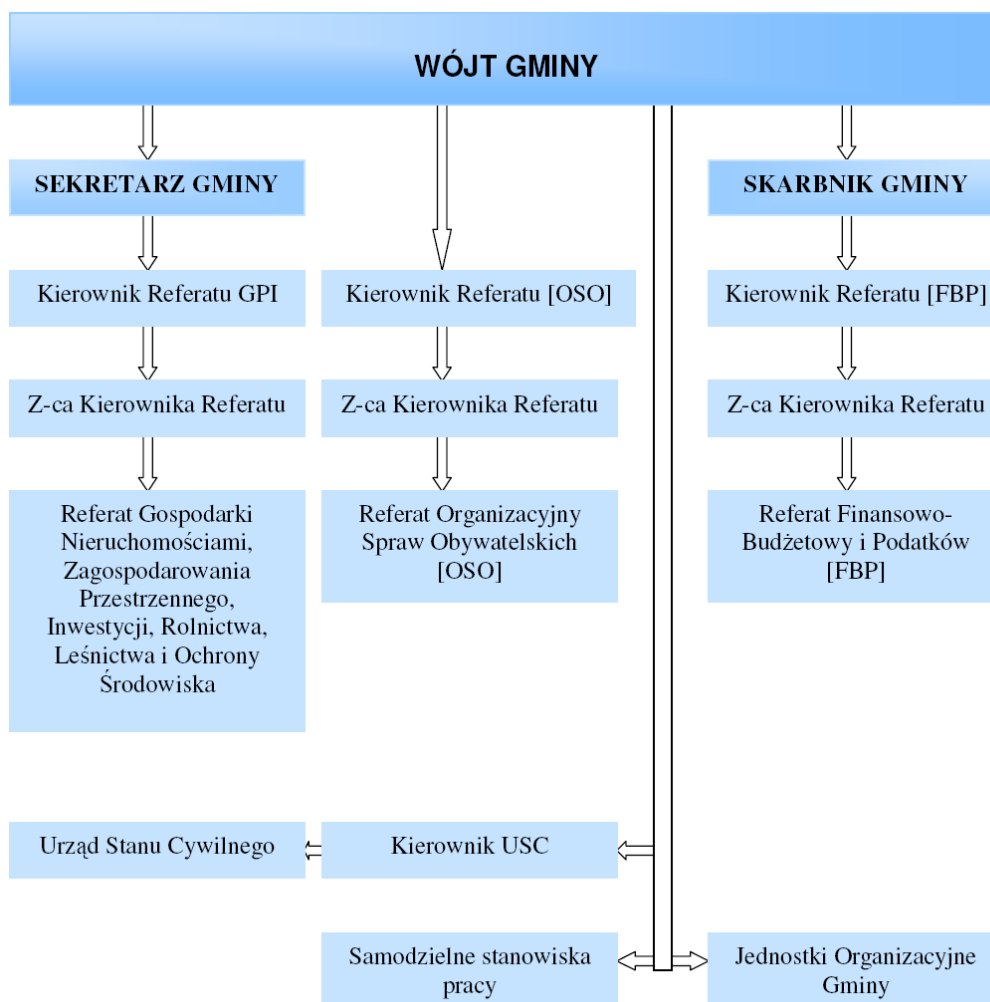 WÓJT GMINY
SEKRETARZ GMINY
SKARBNIK GMINY
Kierownik Referatu GPI
Kierownik Referatu [OSO]
Kierownik Referatu [FBP]
Z-ca Kierownika Referatu
Z-ca Kierownika Referatu
Z-ca Kierownika Referatu
Referat Gospodarki
Nieruchomościami,
Zagospodarowania
Przestrzennego,
Inwestycji, Rolnictwa,
Leśnictwa i Ochrony
Środowiska
Referat Organizacyjny
Spraw Obywatelskich
[OSO]
Referat Finansowo-
Budżetowy i Podatków
[FBP]
Urząd Stanu Cywilnego
Kierownik USC
Samodzielne stanowiska
pracy
Jednostki Organizacyjne
Gminy